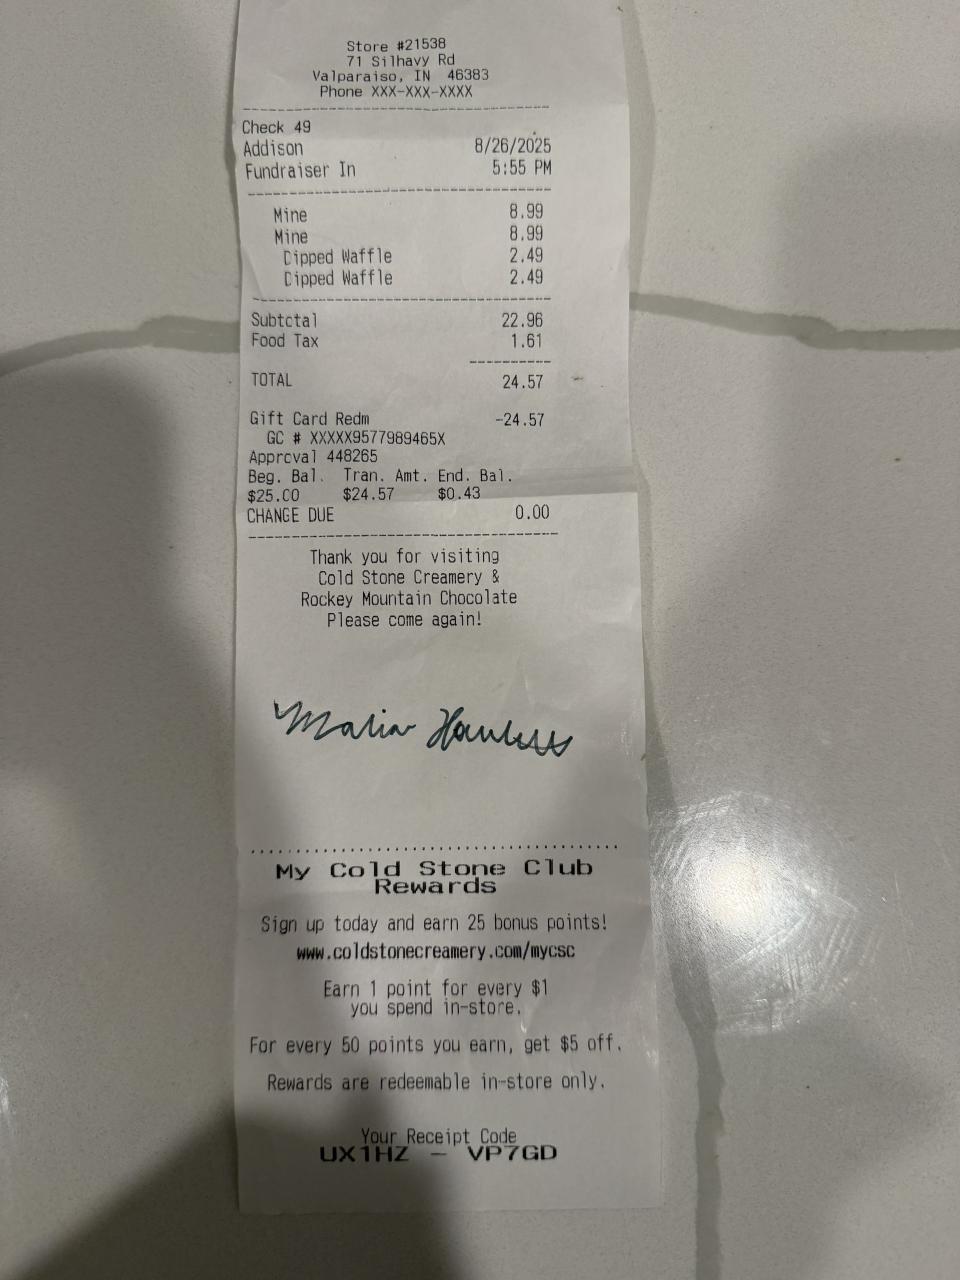 Store #21538
71 Silhavy Rd
Valparaiso, IN 46383
Phone XXX-XXX-XXXX
Check 49
Addison 8/26/2025
Fundraiser In 5:55 PM
Mine 8.99
Mine 8.99
Dipped Waffle 2.49
Dipped Waffle 2.49
Subtotal 22.96
Food Tax 1.61
TOTAL 24.57
Gift Card Redm -24.57
GC # XXXXX9577989465X
Approval 448265
Beg. Bal. Tran. Amt. End. Bal.
$25.00 $24.57 $0.43
CHANGE DUE 0.00
Thank you for visiting
Cold Stone Creamery &
Rockey Mountain Chocolate
Please come again!
My Cold Stone Club
Rewards
Sign up today and earn 25 bonus points!
www.coldstonecreamery.com/mycsc
Earn 1 point for every $1
you spend in-store.
For every 50 points you earn, get $5 off.
Rewards are redeemable in-store only.
Your Receipt Code
UX1HZ - VP7GD